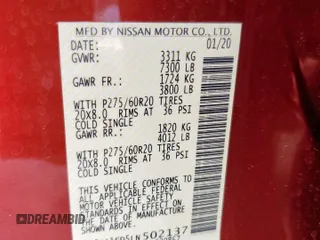 MFD BY NISSAN MOTOR CO., LTD.
DATE: 01/20
GVWR: 3311 KG
7300 LB
GAWR FR.: 1724 KG
3800 LB
WITH P275/60R20 TIRES
20X8.0 RIMS AT 36 PSI
COLD SINGLE
GAWR RR.: 1820 KG
4012 LB
WITH P275/60R20 TIRES
20X8.0 RIMS AT 36 PSI
COLD SINGLE
THIS VEHICLE CONFORMS TO
ALL APPLICABLE FEDERAL
MOTOR VEHICLE SAFETY
STANDARDS IN EFFECT ON THE
DATE OF MANUFACTURE
502137
DREAMBID